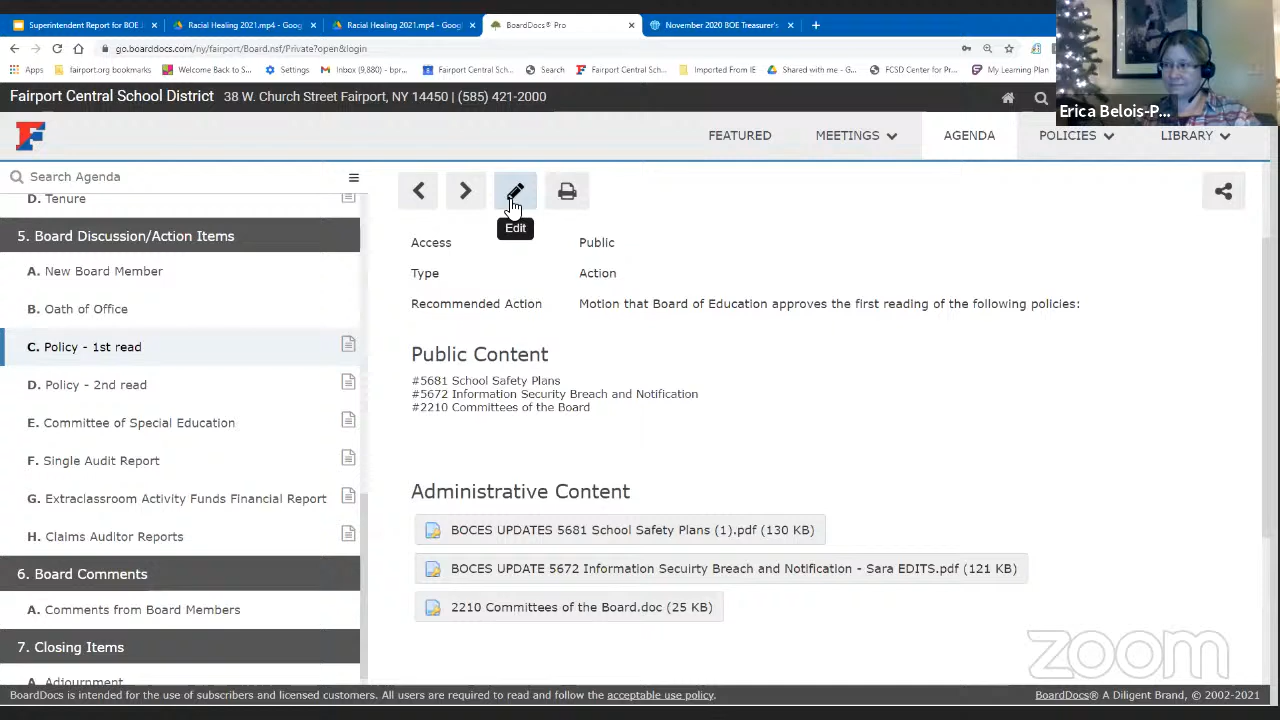 Superintendent Report for BOE
Racial Healing 2021.mp4 - Goog
Racial Healing 2021.mp4 - Goog
BoardDocs® Pro
November 2020 BOE Treasurer's
go.boarddocs.com/ny/fairport/Board.nsf/Private?open&login
Apps
fairport.org bookmarks
Welcome Back to S...
Settings
Inbox (9,880) - bpr...
Fairport Central Sch...
Search
Fairport Central Sch...
Imported From IE
Shared with me - G...
FCSD Center for Pr...
My Learning Plan
Erica Belois-P...
Fairport Central School District 38 W. Church Street Fairport, NY 14450 | (585) 421-2000
F
FEATURED
MEETINGS
AGENDA
POLICIES
LIBRARY
Search Agenda
D. Tenure
5. Board Discussion/Action Items
A. New Board Member
B. Oath of Office
C. Policy - 1st read
D. Policy - 2nd read
E. Committee of Special Education
F. Single Audit Report
G. Extraclassroom Activity Funds Financial Report
H. Claims Auditor Reports
6. Board Comments
A. Comments from Board Members
7. Closing Items
A. Adjournment
Edit
Access Public
Type Action
Recommended Action Motion that Board of Education approves the first reading of the following policies:
Public Content
#5681 School Safety Plans
#5672 Information Security Breach and Notification
#2210 Committees of the Board
Administrative Content
BOCES UPDATES 5681 School Safety Plans (1).pdf (130 KB)
BOCES UPDATE 5672 Information Secuirty Breach and Notification - Sara EDITS.pdf (121 KB)
2210 Committees of the Board.doc (25 KB)
zoom
BoardDocs is intended for the use of subscribers and licensed customers. All users are required to read and follow the acceptable use policy.
BoardDocs® A Diligent Brand, © 2002-2021